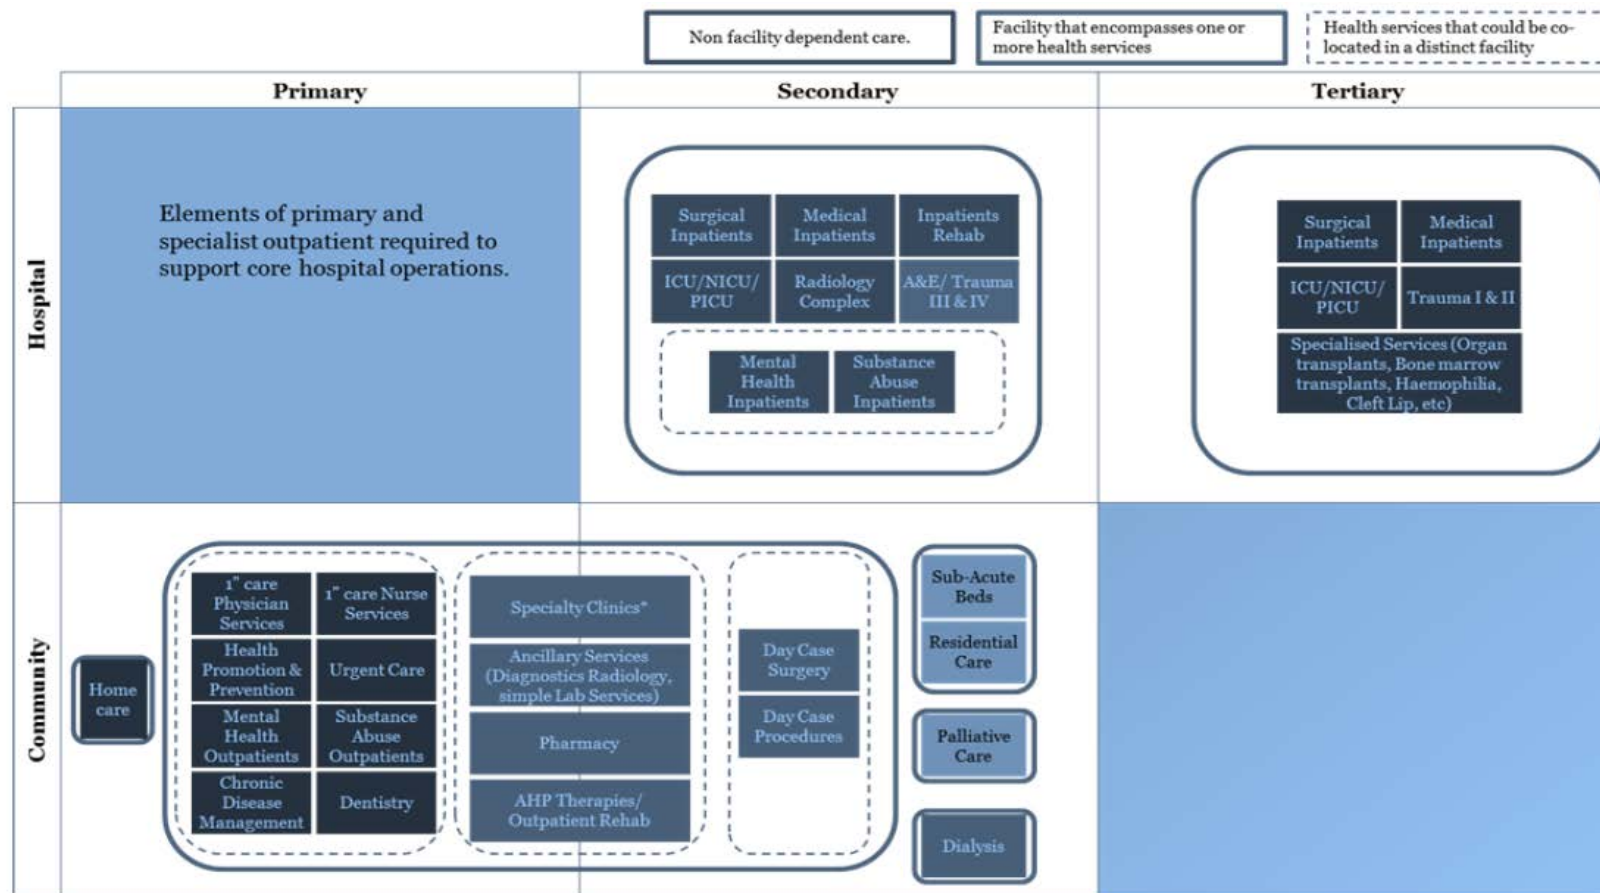 Non facility dependent care.
Facility that encompasses one or
more health services
Health services that could be co-
located in a distinct facility
Primary
Secondary
Tertiary
Hospital
Elements of primary and
specialist outpatient required to
support core hospital operations.
Surgical
Inpatients
Medical
Inpatients
Inpatients
Rehab
ICU/NICU/
PICU
Radiology
Complex
A&E/ Trauma
III & IV
Mental
Health
Inpatients
Substance
Abuse
Inpatients
Surgical
Inpatients
Medical
Inpatients
ICU/NICU/
PICU
Trauma I & II
Specialised Services (Organ
transplants, Bone marrow
transplants, Haemophilia,
Cleft Lip, etc)
Community
Home
care
1" care
Physician
Services
1" care Nurse
Services
Health
Promotion &
Prevention
Urgent Care
Mental
Health
Outpatients
Substance
Abuse
Outpatients
Chronic
Disease
Management
Dentistry
Specialty Clinics*
Ancillary Services
(Diagnostics Radiology,
simple Lab Services)
Pharmacy
AHP Therapies/
Outpatient Rehab
Day Case
Surgery
Day Case
Procedures
Sub-Acute
Beds
Residential
Care
Palliative
Care
Dialysis